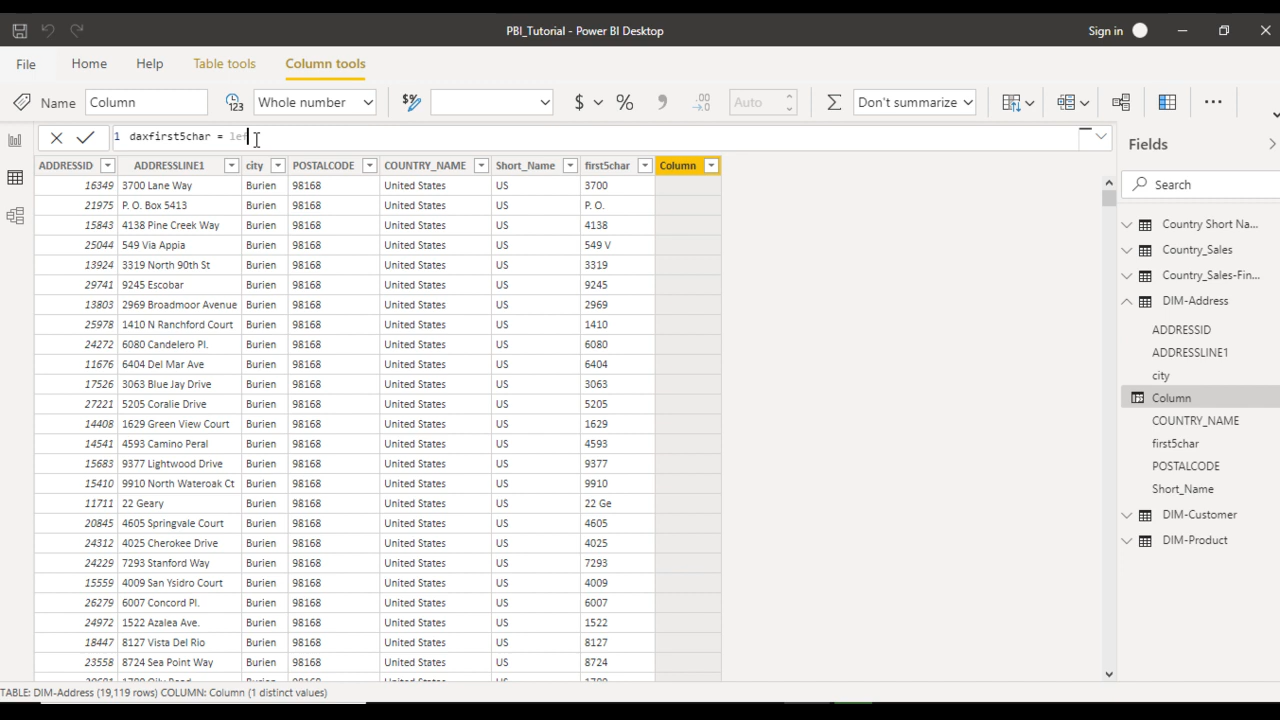 PBI_Tutorial - Power BI Desktop
Sign in
File Home Help Table tools Column tools
Name Column Whole number $ % , .00 Auto Σ Don't summarize ...
1 daxfirst5char = lef
Fields
Search
ADDRESSID ADDRESSLINE1 city POSTALCODE COUNTRY_NAME Short_Name first5char Column
16349 3700 Lane Way Burien 98168 United States US 3700
21975 P. O. Box 5413 Burien 98168 United States US P. O.
15843 4138 Pine Creek Way Burien 98168 United States US 4138
25044 549 Via Appia Burien 98168 United States US 549 V
13924 3319 North 90th St Burien 98168 United States US 3319
29741 9245 Escobar Burien 98168 United States US 9245
13803 2969 Broadmoor Avenue Burien 98168 United States US 2969
25978 1410 N Ranchford Court Burien 98168 United States US 1410
24272 6080 Candelero Pl. Burien 98168 United States US 6080
11676 6404 Del Mar Ave Burien 98168 United States US 6404
17526 3063 Blue Jay Drive Burien 98168 United States US 3063
27221 5205 Coralie Drive Burien 98168 United States US 5205
14408 1629 Green View Court Burien 98168 United States US 1629
14541 4593 Camino Peral Burien 98168 United States US 4593
15683 9377 Lightwood Drive Burien 98168 United States US 9377
15410 9910 North Wateroak Ct Burien 98168 United States US 9910
11711 22 Geary Burien 98168 United States US 22 Ge
20845 4605 Springvale Court Burien 98168 United States US 4605
24312 4025 Cherokee Drive Burien 98168 United States US 4025
24229 7293 Stanford Way Burien 98168 United States US 7293
15559 4009 San Ysidro Court Burien 98168 United States US 4009
26279 6007 Concord Pl. Burien 98168 United States US 6007
24972 1522 Azalea Ave. Burien 98168 United States US 1522
18447 8127 Vista Del Rio Burien 98168 United States US 8127
23558 8724 Sea Point Way Burien 98168 United States US 8724
Country Short Na...
Country_Sales
Country_Sales-Fin...
DIM-Address
ADDRESSID
ADDRESSLINE1
city
Column
COUNTRY_NAME
first5char
POSTALCODE
Short_Name
DIM-Customer
DIM-Product
TABLE: DIM-Address (19,119 rows) COLUMN: Column (1 distinct values)